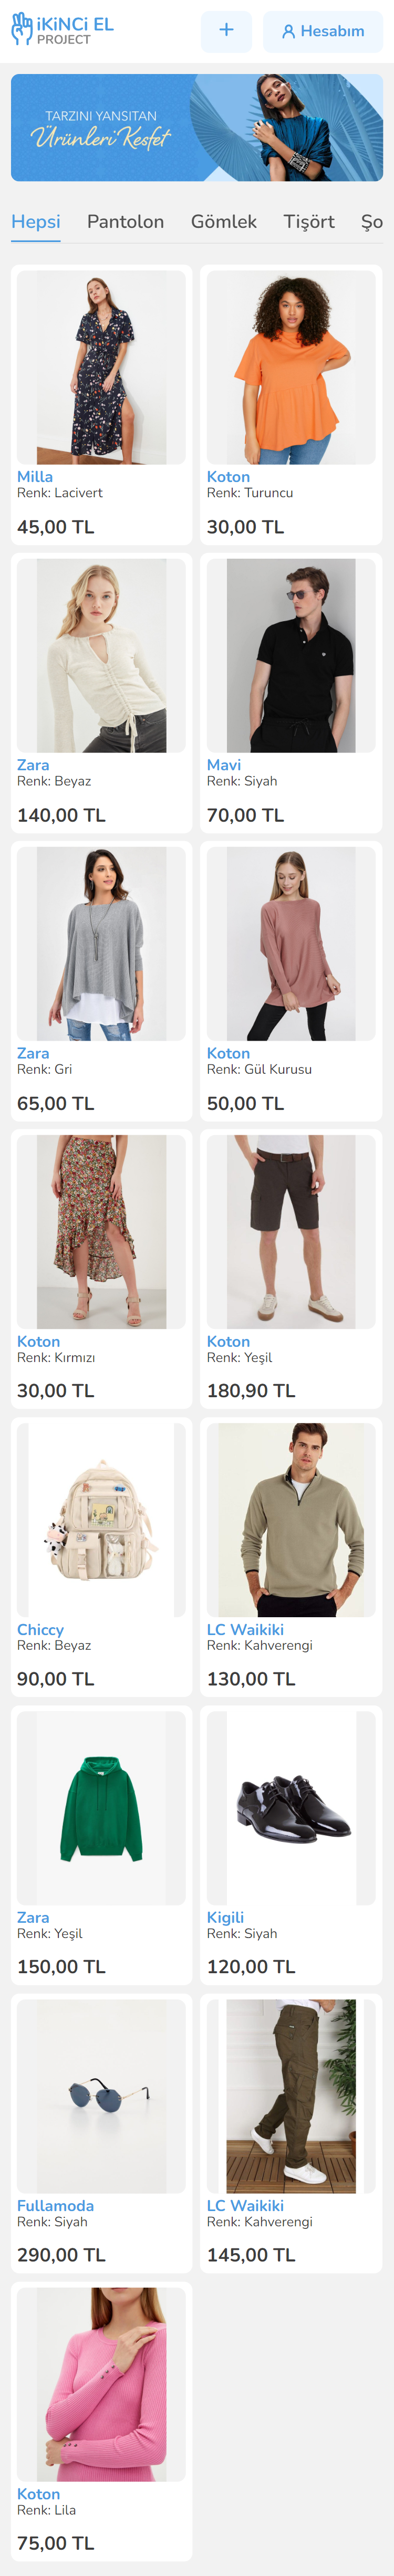 iKiNCi EL
PROJECT
+
Hesabım
TARZINI YANSITAN
Ürünleri Keşfet
Hepsi Pantolon Gömlek Tişört Şo
Milla
Renk: Lacivert
45,00 TL
Koton
Renk: Turuncu
30,00 TL
Zara
Renk: Beyaz
140,00 TL
Mavi
Renk: Siyah
70,00 TL
Zara
Renk: Gri
65,00 TL
Koton
Renk: Gül Kurusu
50,00 TL
Koton
Renk: Kırmızı
30,00 TL
Koton
Renk: Yeşil
180,90 TL
Chiccy
Renk: Beyaz
90,00 TL
LC Waikiki
Renk: Kahverengi
130,00 TL
Zara
Renk: Yeşil
150,00 TL
Kigili
Renk: Siyah
120,00 TL
Fullamoda
Renk: Siyah
290,00 TL
LC Waikiki
Renk: Kahverengi
145,00 TL
Koton
Renk: Lila
75,00 TL